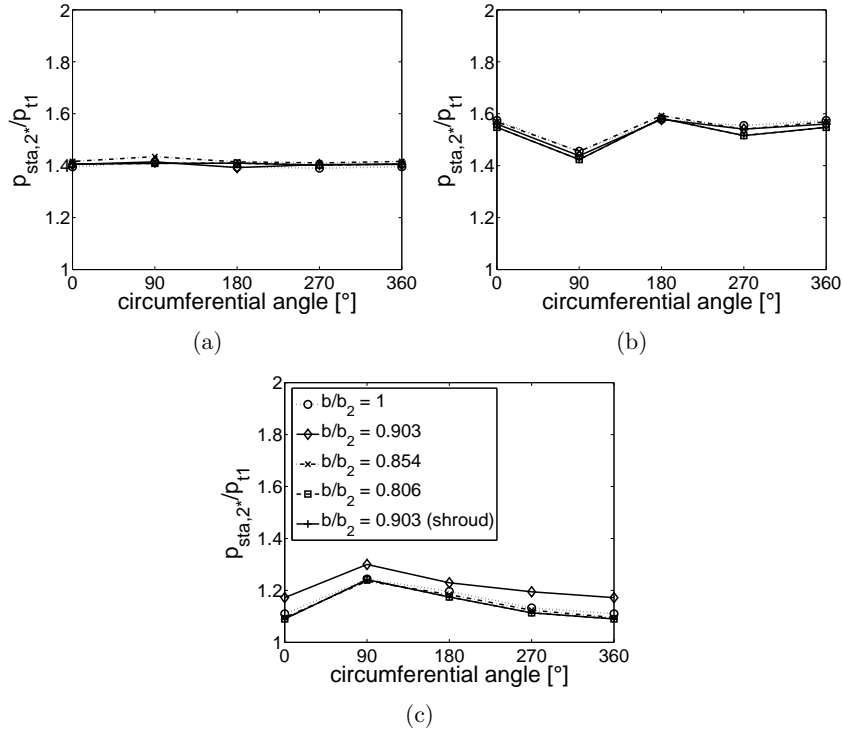 2
1.8
1.6
1.4
1.2
1
p_sta,2*/p_t1
0 90 180 270 360
circumferential angle [°]
(a)
2
1.8
1.6
1.4
1.2
1
p_sta,2*/p_t1
0 90 180 270 360
circumferential angle [°]
(b)
2
1.8
1.6
1.4
1.2
1
p_sta,2*/p_t1
b/b_2 = 1
b/b_2 = 0.903
b/b_2 = 0.854
b/b_2 = 0.806
b/b_2 = 0.903 (shroud)
0 90 180 270 360
circumferential angle [°]
(c)